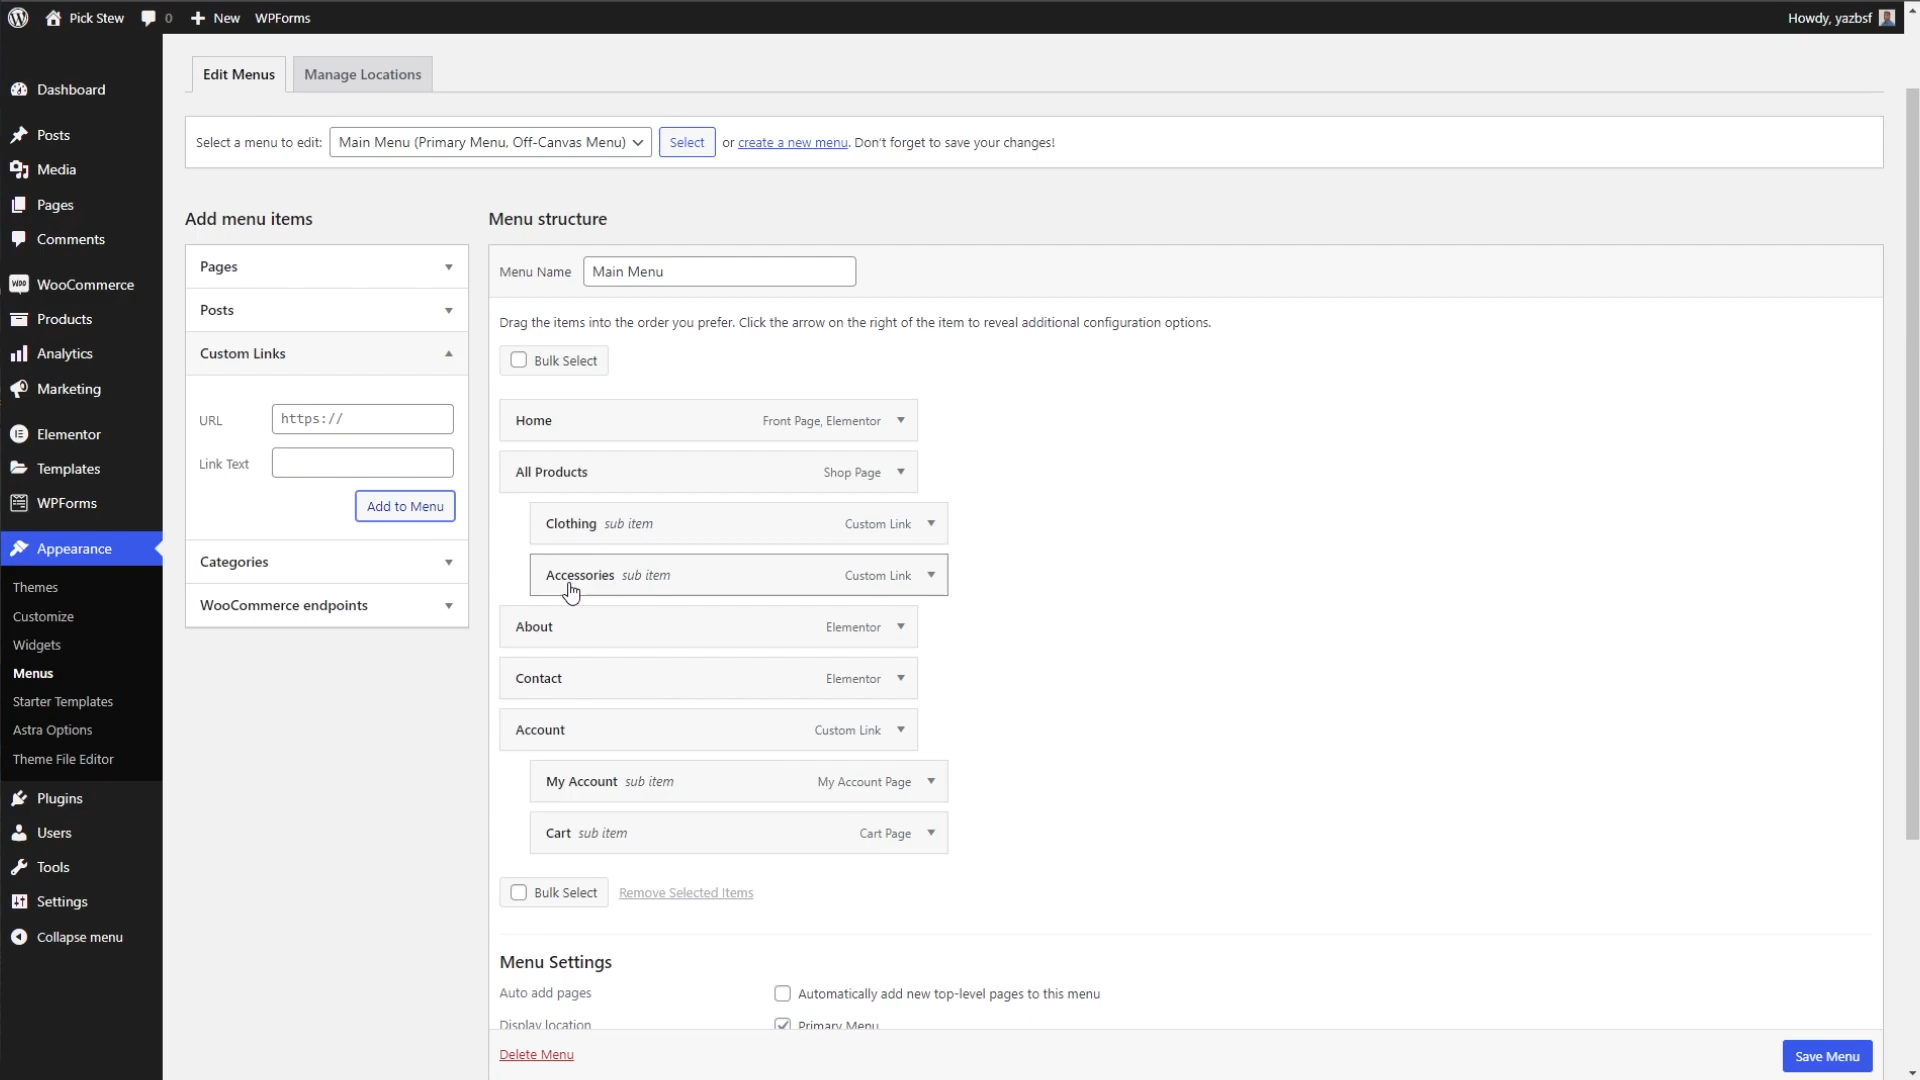 Pick Stew 0 New WPForms Howdy, yazbsf
Dashboard
Posts
Media
Pages
Comments
WooCommerce
Products
Analytics
Marketing
Elementor
Templates
WPForms
Appearance
Themes
Customize
Widgets
Menus
Starter Templates
Astra Options
Theme File Editor
Plugins
Users
Tools
Settings
Collapse menu
Edit Menus Manage Locations
Select a menu to edit: Main Menu (Primary Menu, Off-Canvas Menu) Select or create a new menu. Don't forget to save your changes!
Add menu items
Pages
Posts
Custom Links
URL https://
Link Text
Add to Menu
Categories
WooCommerce endpoints
Menu structure
Menu Name Main Menu
Drag the items into the order you prefer. Click the arrow on the right of the item to reveal additional configuration options.
Bulk Select
Home Front Page, Elementor
All Products Shop Page
Clothing sub item Custom Link
Accessories sub item Custom Link
About Elementor
Contact Elementor
Account Custom Link
My Account sub item My Account Page
Cart sub item Cart Page
Bulk Select Remove Selected Items
Menu Settings
Auto add pages Automatically add new top-level pages to this menu
Display location Primary Menu
Delete Menu Save Menu